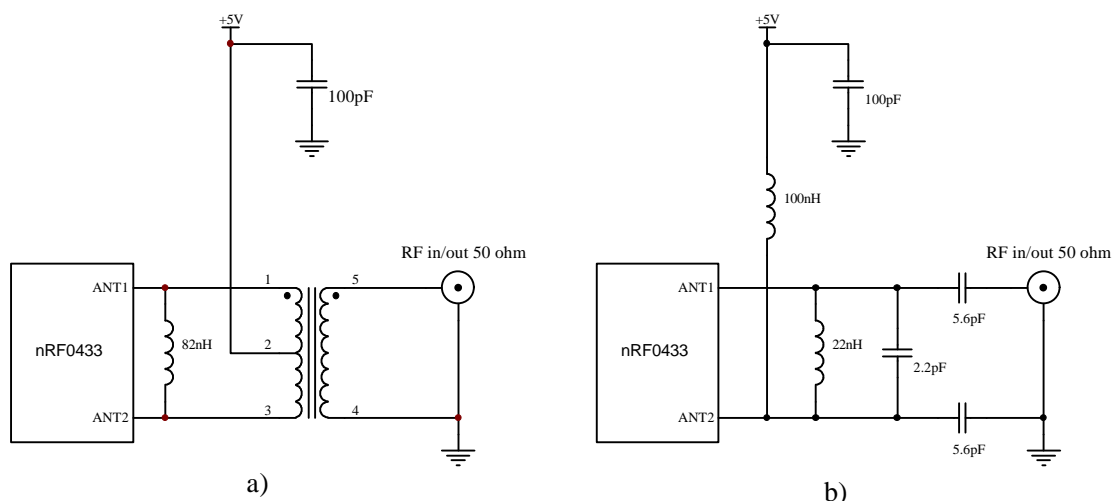 +5V
100pF
RF in/out 50 ohm
ANT1
1
5
nRF0433
82nH
2
ANT2
3
4
a)
+5V
100pF
100nH
RF in/out 50 ohm
ANT1
5.6pF
nRF0433
22nH
2.2pF
ANT2
5.6pF
b)